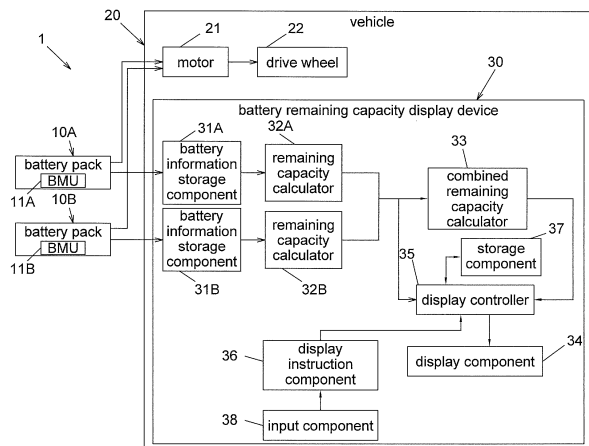 vehicle
20
1
21
motor
22
drive wheel
30
battery remaining capacity display device
10A
battery pack
BMU
11A
10B
battery pack
BMU
11B
31A
battery
information
storage
component
32A
remaining
capacity
calculator
battery
information
storage
component
31B
remaining
capacity
calculator
32B
33
combined
remaining
capacity
calculator
37
storage
component
35
display controller
34
display component
36
display
instruction
component
38
input component